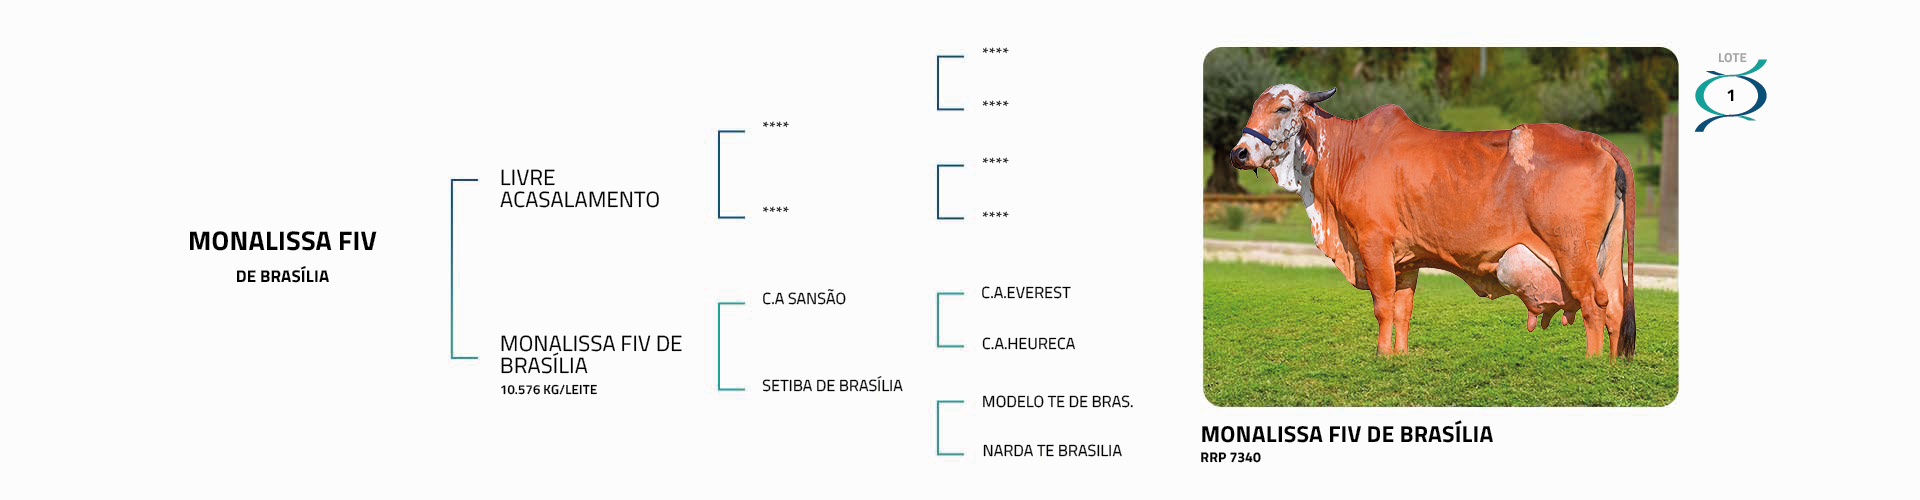 MONALISSA FIV
DE BRASÍLIA
LIVRE
ACASALAMENTO
MONALISSA FIV DE
BRASÍLIA
10.576 KG/LEITE
****
****
C.A SANSÃO
SETIBA DE BRASÍLIA
****
****
****
****
C.A.EVEREST
C.A.HEURECA
MODELO TE DE BRAS.
NARDA TE BRASILIA
MONALISSA FIV DE BRASÍLIA
RRP 7340
LOTE
1